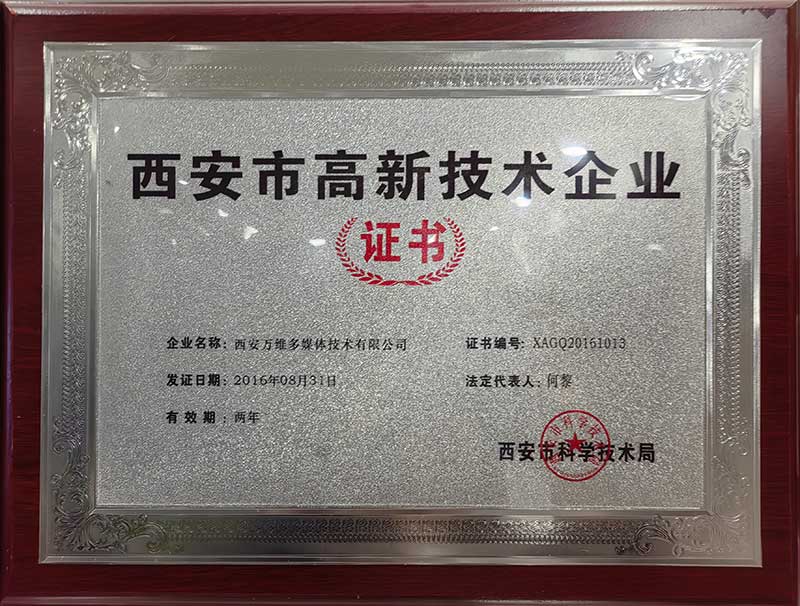 西安市高新技术企业
证书
企业名称：西安万维多媒体技术有限公司
证书编号：XAGQ20161013
发证日期：2016年08月31日
法定代表人：何黎
有效期：两年
西安市科学技术局